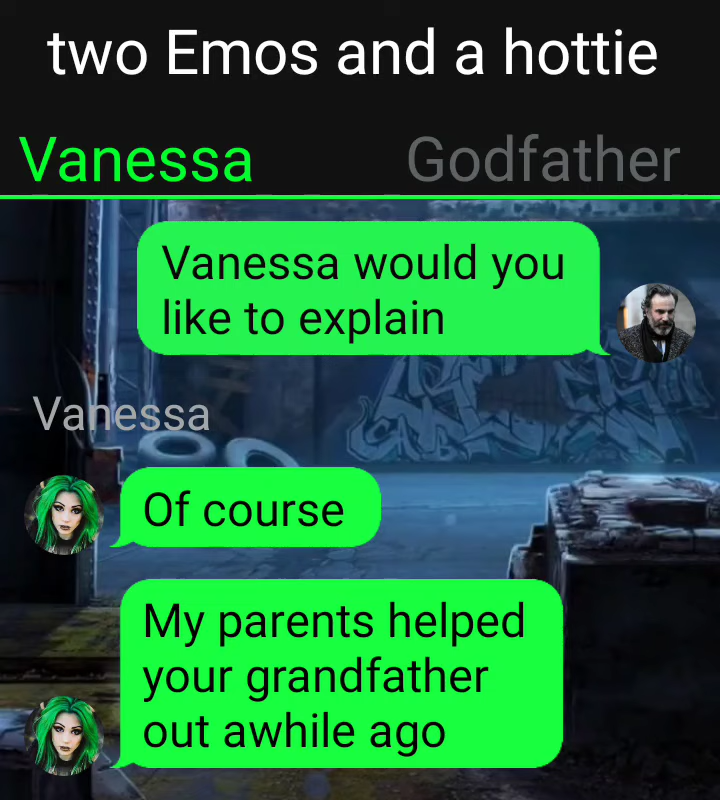 two Emos and a hottie
Vanessa Godfather
Vanessa would you
like to explain
Vanessa
Of course
My parents helped
your grandfather
out awhile ago